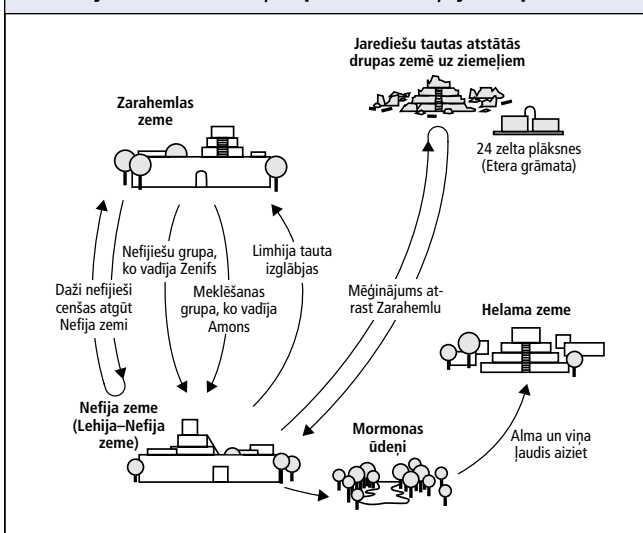 Jarediešu tautas atstātās
drupas zemē uz ziemeļiem
Zarahemlas
zeme
24 zelta plāksnes
(Etera grāmata)
Nefijiešu grupa,
ko vadīja Zenifs
Limhija tauta
izglābjas
Daži nefijieši
cenšas atgūt
Nefija zemi
Meklēšanas
grupa, ko vadīja
Amons
Mēģinājums at-
rast Zarahemlu
Helama zeme
Nefija zeme
(Lehija–Nefija
zeme)
Mormonas
ūdeņi
Alma un viņa
ļaudis aiziet